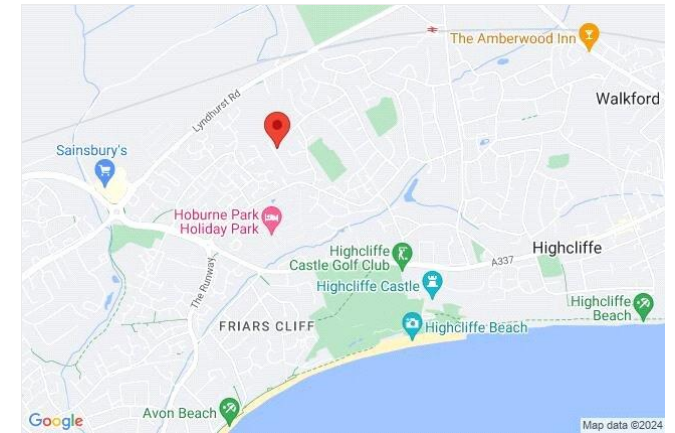 The Amberwood Inn
Walkford
Lyndhurst Rd
Sainsbury's
Hoburne Park
Holiday Park
Highcliffe
Highcliffe
Castle Golf Club
A337
The Runway
Highcliffe Castle
Highcliffe
Beach
FRIARS CLIFF
Highcliffe Beach
Avon Beach
Google
Map data ©2024